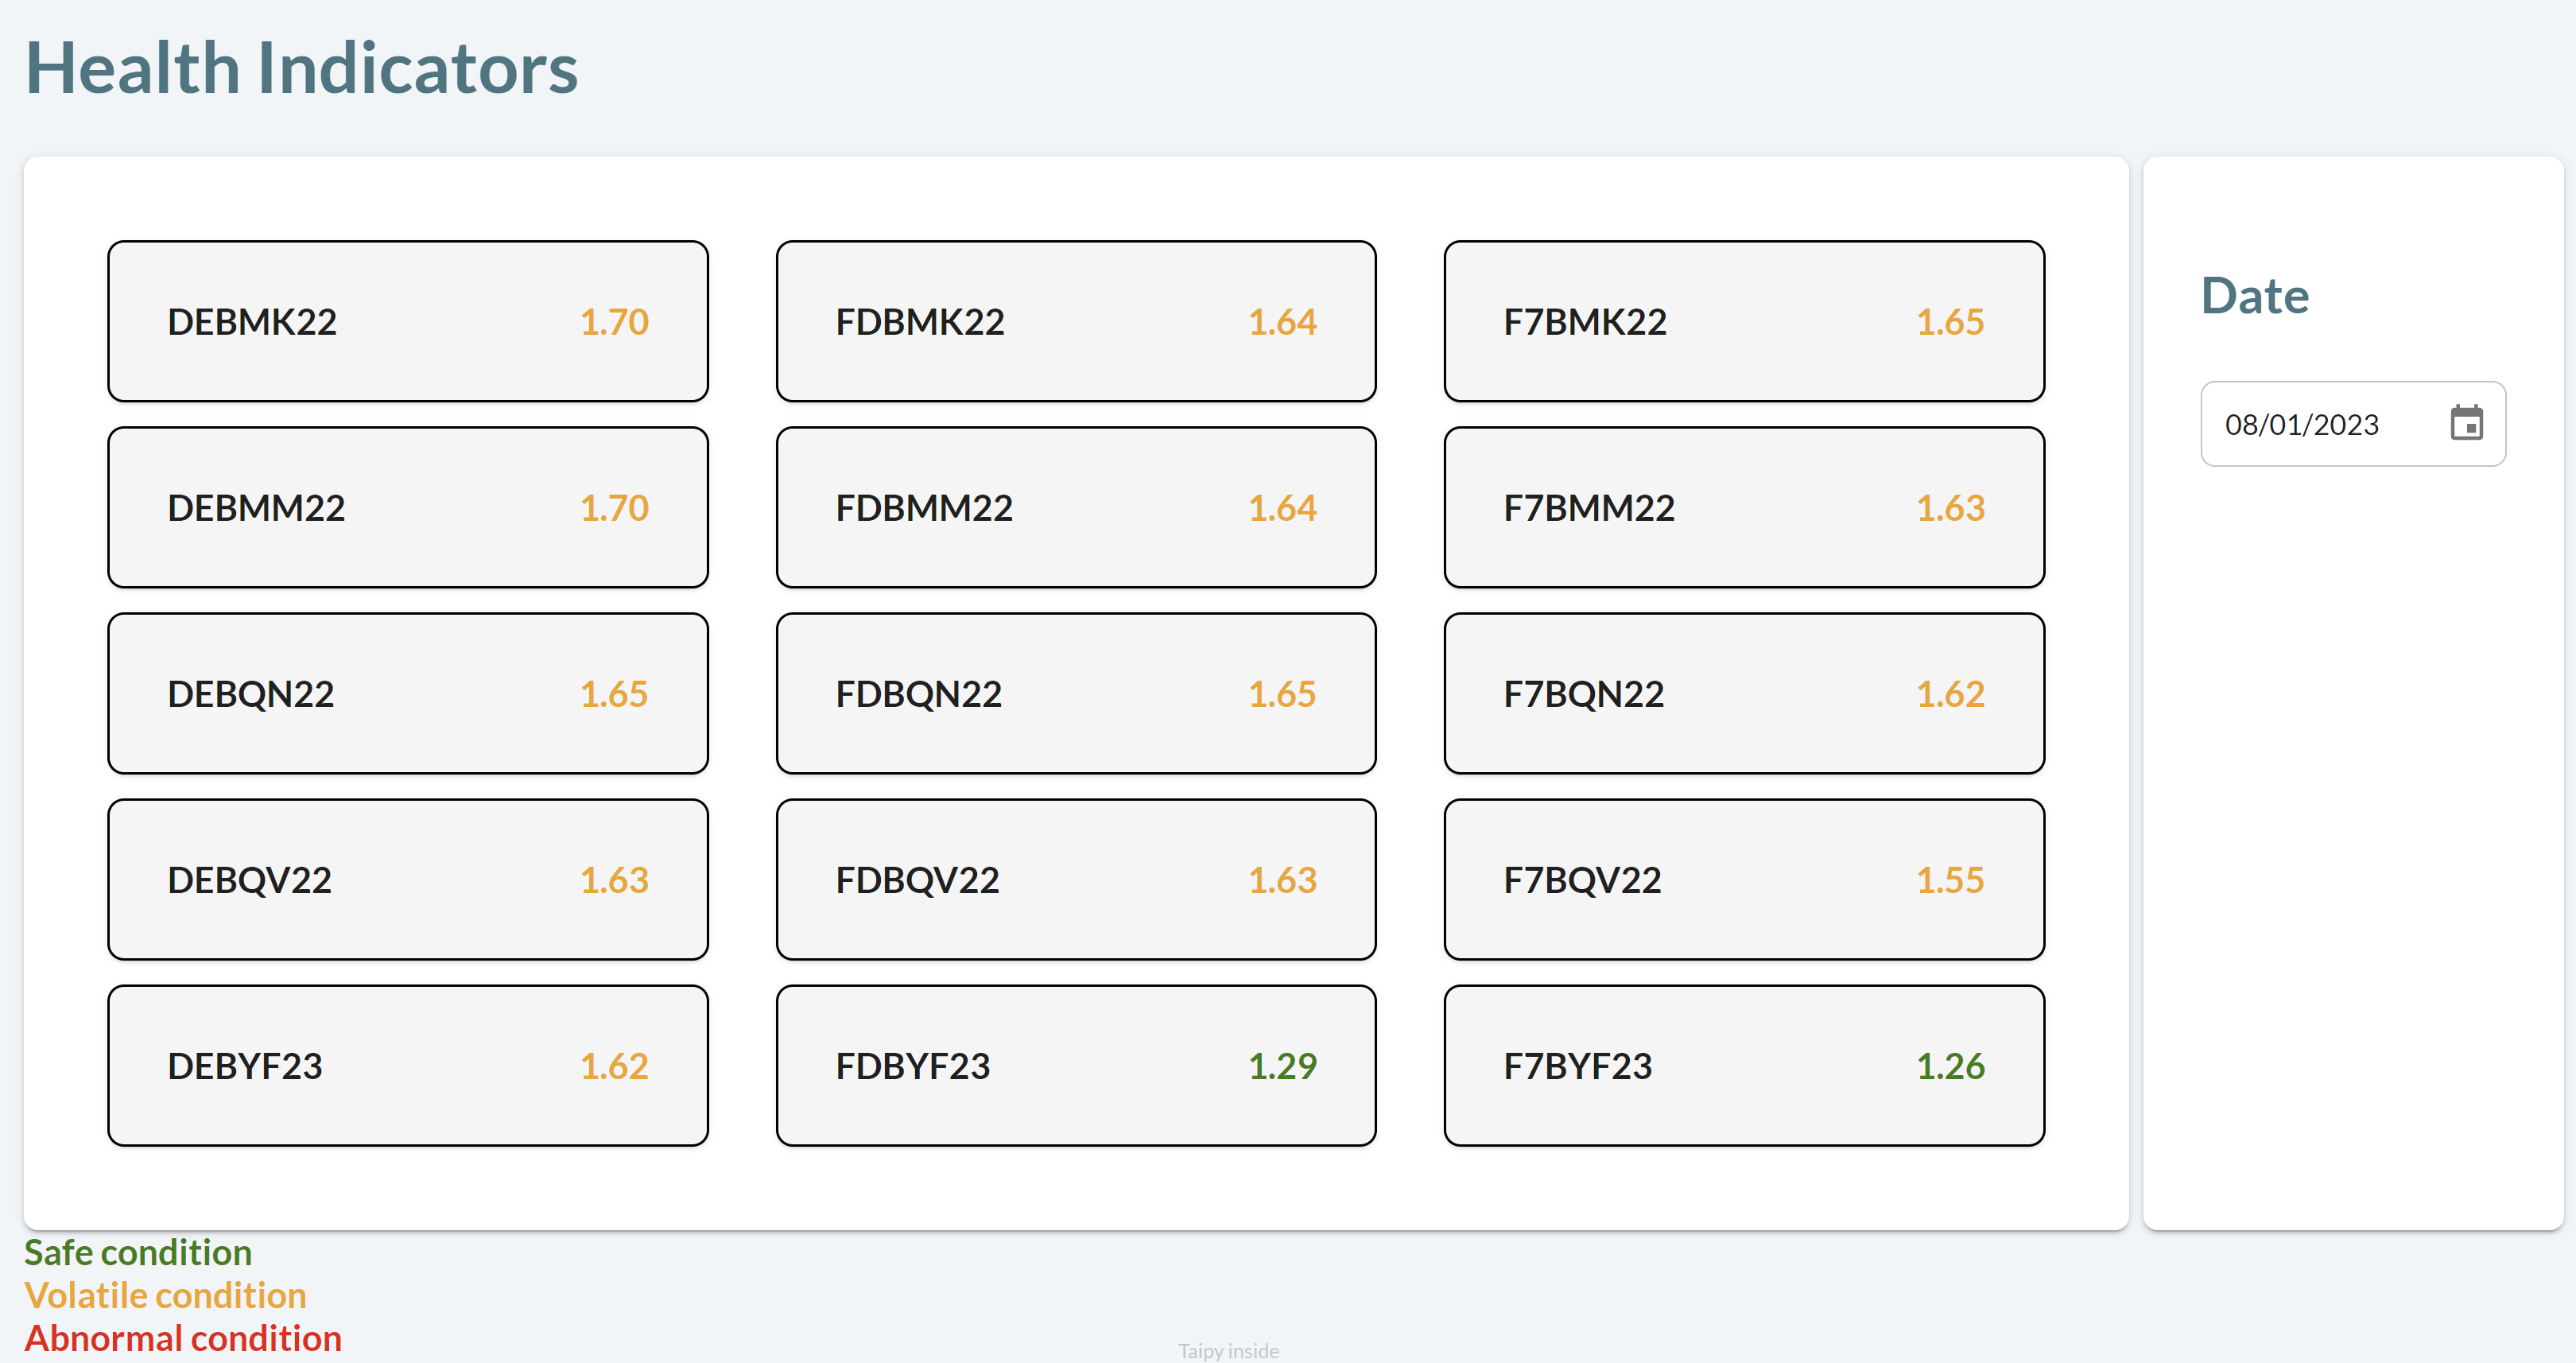 Health Indicators
DEBMK22 1.70 FDBMK22 1.64 F7BMK22 1.65
DEBMM22 1.70 FDBMM22 1.64 F7BMM22 1.63
DEBQN22 1.65 FDBQN22 1.65 F7BQN22 1.62
DEBQV22 1.63 FDBQV22 1.63 F7BQV22 1.55
DEBYF23 1.62 FDBYF23 1.29 F7BYF23 1.26
Date
08/01/2023
Safe condition
Volatile condition
Abnormal condition
Taipy inside